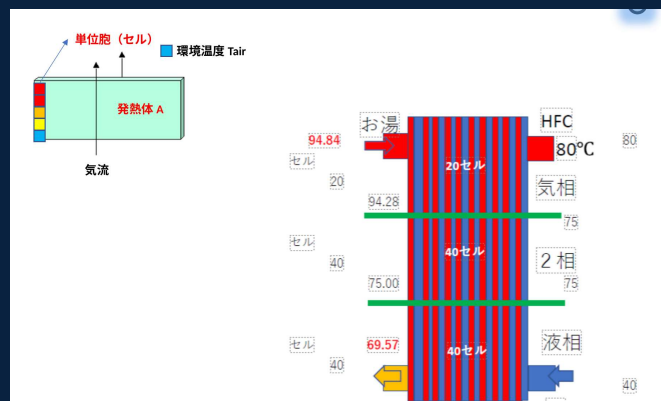 単位胞（セル）
環境温度 Tair
発熱体 A
気流
お湯
HFC
94.84
80℃
80
セル
20セル
20
気相
94.28
75
セル
40セル
2相
40
75.00
75
セル
69.57
40セル
液相
40
40